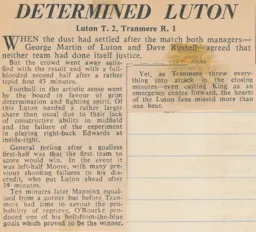 DETERMINED LUTON
Luton T. 2, Tranmere R. 1
WHEN the dust had settled after the match both managers—
George Martin of Luton and Dave Russell—agreed that
neither team had done itself justice.
But the crowd went away satis-
fied with the result and with a full-
blooded second half after a rather
tepid first 45 minutes.
Football in the artistic sense went
by the board in favour of grim
determination and fighting spirit. Of
this Luton needed a rather larger
share than usual due to their lack
of constructive ability in midfield
and the failure of the experiment
in playing right-back Edwards at
inside-right.
General feeling after a goalless
first-half was that the first team to
score would win. In the event it
was left-half Moore, with many pre-
vious shooting failures to his dis-
credit, who put Luton ahead after
59 minutes.
Ten minutes later Manning equal-
ised from a corner but before Tran-
mere had time to savour the pro-
bability of reprieve, O'Rourke pro-
duced one of his bolt-from-the-blue
goals which proved to be the winner.
Yet, as Tranmere threw every-
thing into attack in the closing
minutes—even casting King as an
emergency centre forward, the hearts
of the Luton fans missed more than
one beat.